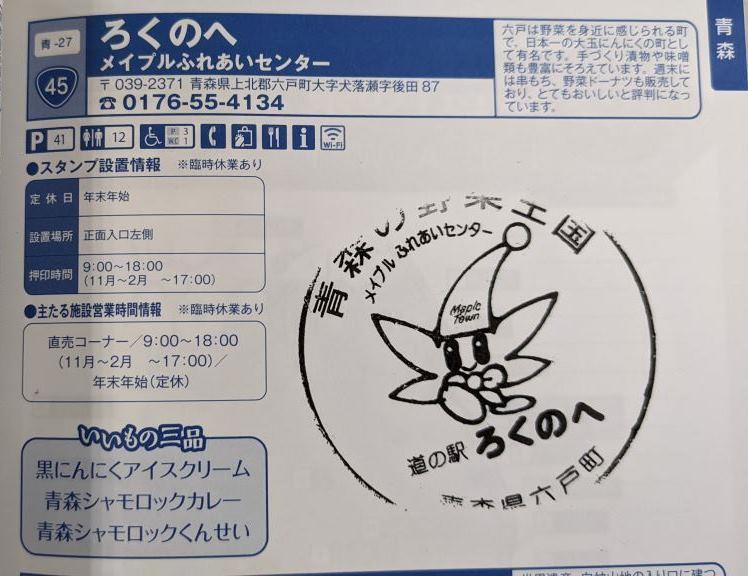 青-27
45
ろくのへ
メイプルふれあいセンター
〒039-2371 青森県上北郡六戸町大字犬落瀬字後田 87
☎ 0176-55-4134
六戸は野菜を身近に感じられる町
で、日本一の大玉にんにくの町とし
て有名です。手づくり漬物や味噌
類も豊富にそろえています。週末に
は串もち、野菜ドーナツも販売して
おり、とてもおいしいと評判になっ
ています。
青森
P 41
12
P 3
WC 1
i
Wi-Fi
●スタンプ設置情報 ※臨時休業あり
定休日 年末年始
設置場所 正面入口左側
押印時間 9:00～18:00
(11月～2月 ～17:00)
●主たる施設営業時間情報 ※臨時休業あり
直売コーナー／9:00～18:00
(11月～2月 ～17:00)／
年末年始(定休)
いいもの三品
黒にんにくアイスクリーム
青森シャモロックカレー
青森シャモロックくんせい
青森の野菜王国
メイプルふれあいセンター
Maple
Town
道の駅 ろくのへ
青森県六戸町